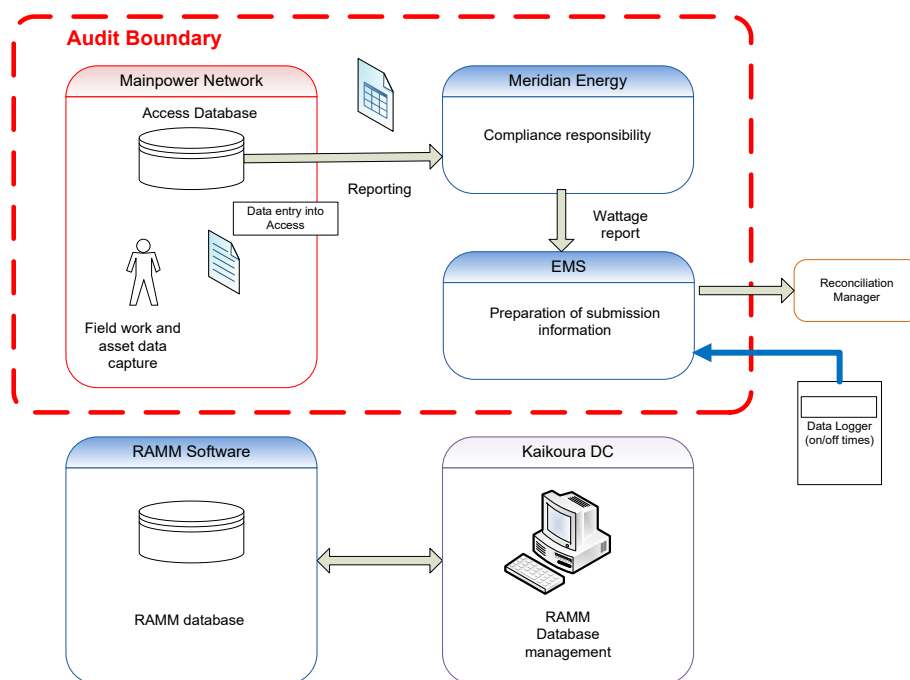 Audit Boundary
Mainpower Network
Access Database
Reporting
Data entry into
Access
Field work and
asset data
capture
Meridian Energy
Compliance responsibility
Wattage
report
EMS
Preparation of submission
information
Reconciliation
Manager
Data Logger
(on/off times)
RAMM Software
RAMM database
Kaikoura DC
RAMM
Database
management